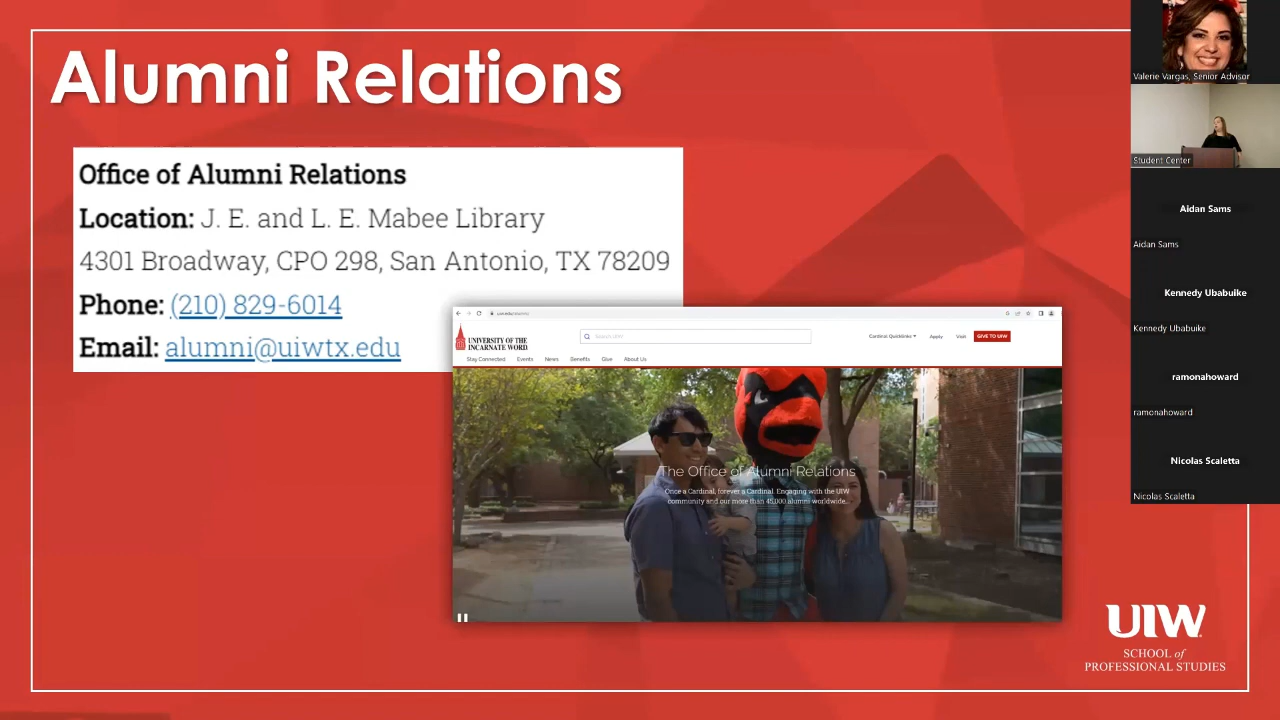 Alumni Relations
Office of Alumni Relations
Location: J. E. and L. E. Mabee Library
4301 Broadway, CPO 298, San Antonio, TX 78209
Phone: (210) 829-6014
Email: alumni@uiwtx.edu
UNIVERSITY OF THE
INCARNATE WORD
Cardinal Quicklinks Apply Visit GIVE TO UIW
Stay Connected Events News Benefits Give About Us
The Office of Alumni Relations
Once a Cardinal, forever a Cardinal. Engaging with the UIW
community and our more than 45,000 alumni worldwide.
UIW
SCHOOL of
PROFESSIONAL STUDIES
Valerie Vargas, Senior Advisor
Student Center
Aidan Sams
Aidan Sams
Kennedy Ubabuike
Kennedy Ubabuike
ramonahoward
ramonahoward
Nicolas Scaletta
Nicolas Scaletta